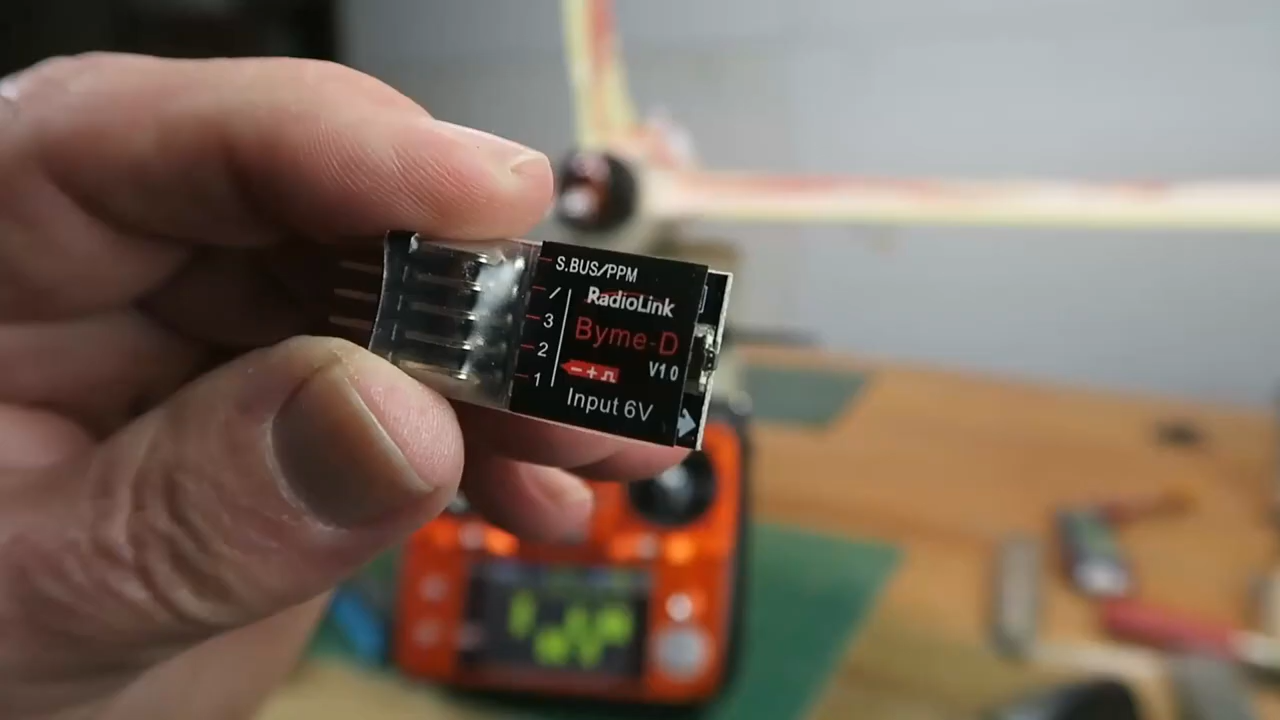 S.BUS/PPM
RadioLink
/
3
Byme-D
2
V1 0
1
- +
Input 6V